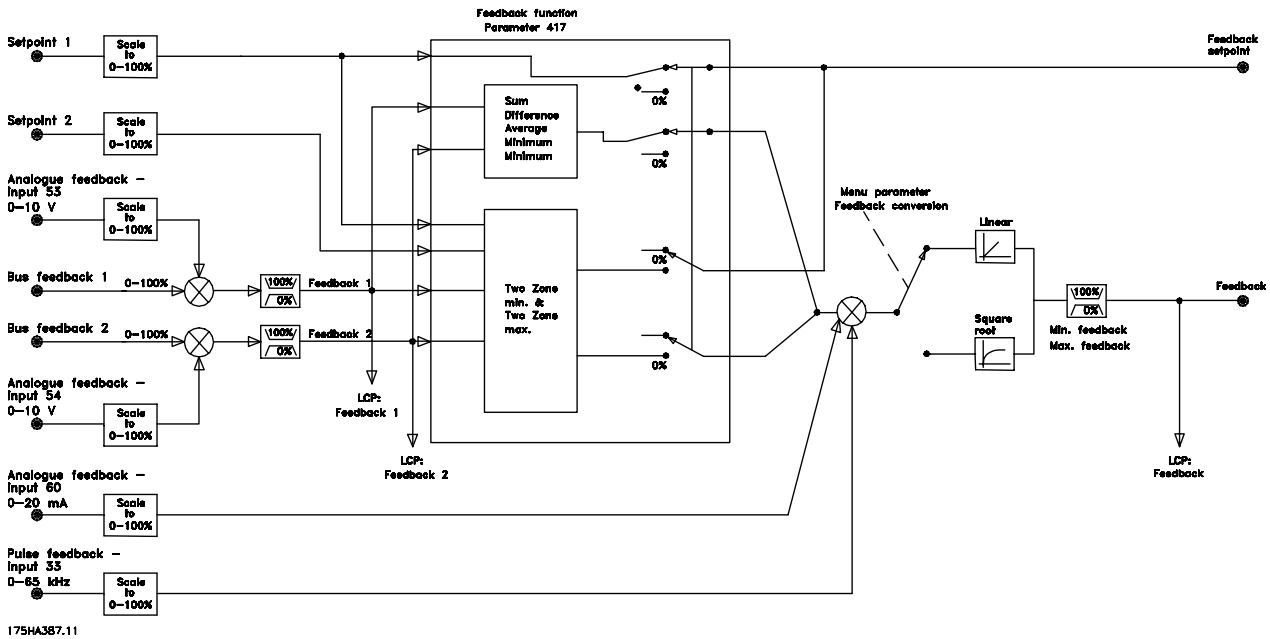 Feedback function
Parameter 417
Setpoint 1
Scale
to
0-100%
Feedback
setpoint
0%
Sum
Difference
Average
Minimum
Minimum
0%
Setpoint 2
Scale
to
0-100%
Analogue feedback -
input 53
0-10 V
Scale
to
0-100%
Menu parameter
Feedback conversion
Linear
0%
Bus feedback 1
0-100%
100%
0%
Feedback 1
Two Zone
min. &
Two Zone
max.
100%
0%
Feedback
Bus feedback 2
0-100%
100%
0%
Feedback 2
Square
root
Min. feedback
Max. feedback
0%
Analogue feedback -
input 54
0-10 V
Scale
to
0-100%
LCP:
Feedback 1
LCP:
Feedback 2
LCP:
Feedback
Analogue feedback -
input 60
0-20 mA
Scale
to
0-100%
Pulse feedback -
input 33
0-65 kHz
Scale
to
0-100%
175HA387.11